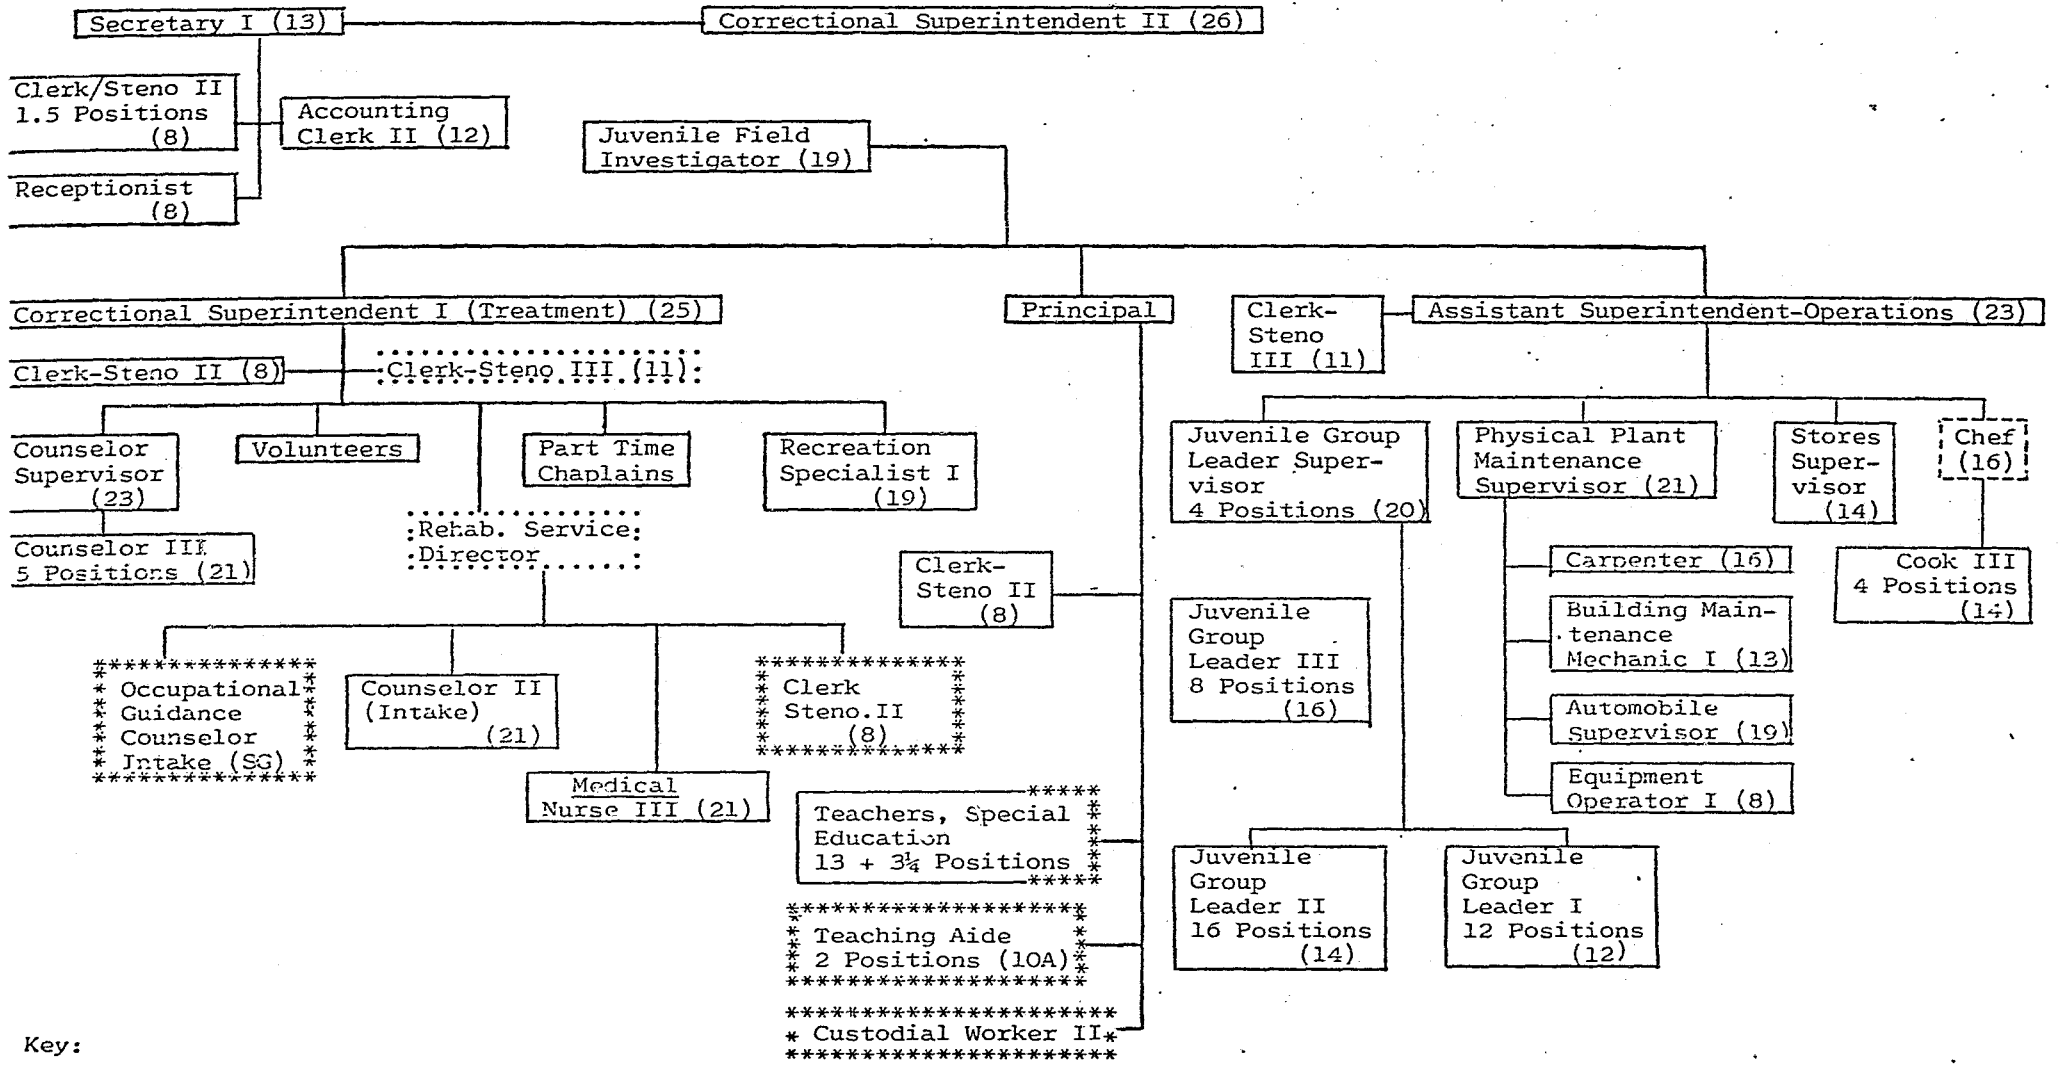 Secretary I (13)
Correctional Superintendent II (26)
Clerk/Steno II
1.5 Positions
(8)
Accounting
Clerk II (12)
Juvenile Field
Investigator (19)
Receptionist
(8)
Correctional Superintendent I (Treatment) (25)
Principal
Clerk-
Steno
III (11)
Assistant Superintendent-Operations (23)
Clerk-Steno II (8)
Clerk-Steno III (11)
Counselor
Supervisor
(23)
Volunteers
Part Time
Chaplains
Recreation
Specialist I
(19)
Juvenile Group
Leader Super-
visor
4 Positions (20)
Physical Plant
Maintenance
Supervisor (21)
Stores
Super-
visor
(14)
Chef
(16)
Counselor III
5 Positions (21)
Rehab. Service
Director
Clerk-
Steno II
(8)
Juvenile
Group
Leader III
8 Positions
(16)
Carpenter (16)
Building Main-
tenance
Mechanic I (13)
Automobile
Supervisor (19)
Equipment
Operator I (8)
Cook III
4 Positions
(14)
Occupational
Guidance
Counselor
Intake (SG)
Counselor II
(Intake)
(21)
Medical
Nurse III (21)
Clerk
Steno.II
(8)
Teachers, Special
Education
13 + 3¼ Positions
Teaching Aide
2 Positions (10A)
Custodial Worker II
Juvenile
Group
Leader II
16 Positions
(14)
Juvenile
Group
Leader I
12 Positions
(12)
Key: